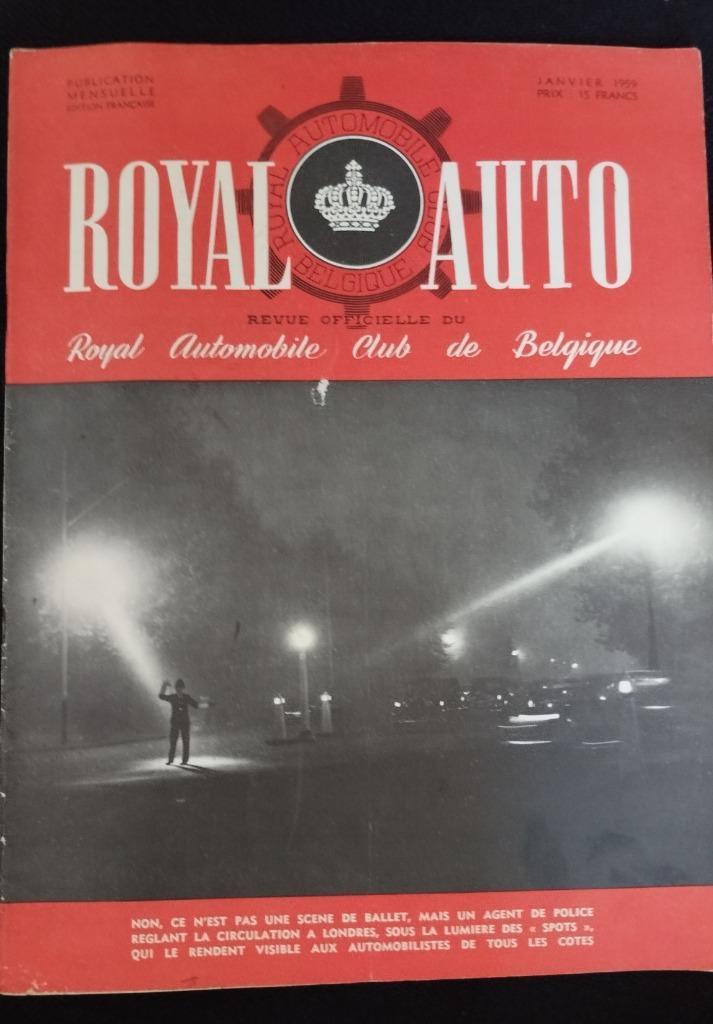 PUBLICATION
MENSUELLE
EDITION FRANÇAISE
JANVIER 1959
PRIX : 15 FRANCS
ROYAL AUTOMOBILE CLUB
BELGIQUE
ROYAL AUTO
REVUE OFFICIELLE DU
Royal Automobile Club de Belgique
NON, CE N'EST PAS UNE SCENE DE BALLET, MAIS UN AGENT DE POLICE
REGLANT LA CIRCULATION A LONDRES, SOUS LA LUMIERE DES « SPOTS »,
QUI LE RENDENT VISIBLE AUX AUTOMOBILISTES DE TOUS LES COTES